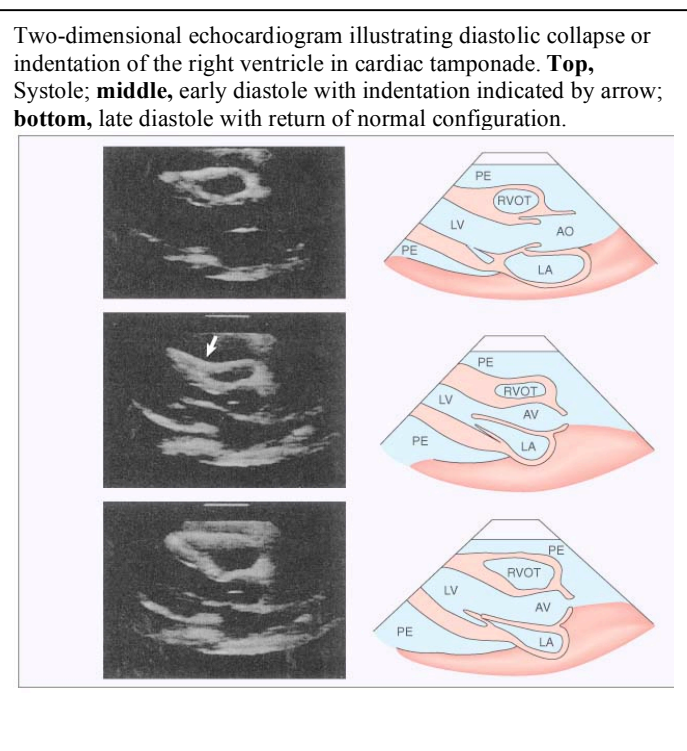 Two-dimensional echocardiogram illustrating diastolic collapse or
indentation of the right ventricle in cardiac tamponade. Top,
Systole; middle, early diastole with indentation indicated by arrow;
bottom, late diastole with return of normal configuration.
PE
RVOT
LV
AO
PE
LA
PE
RVOT
LV
AV
PE
LA
PE
RVOT
LV
AV
PE
LA